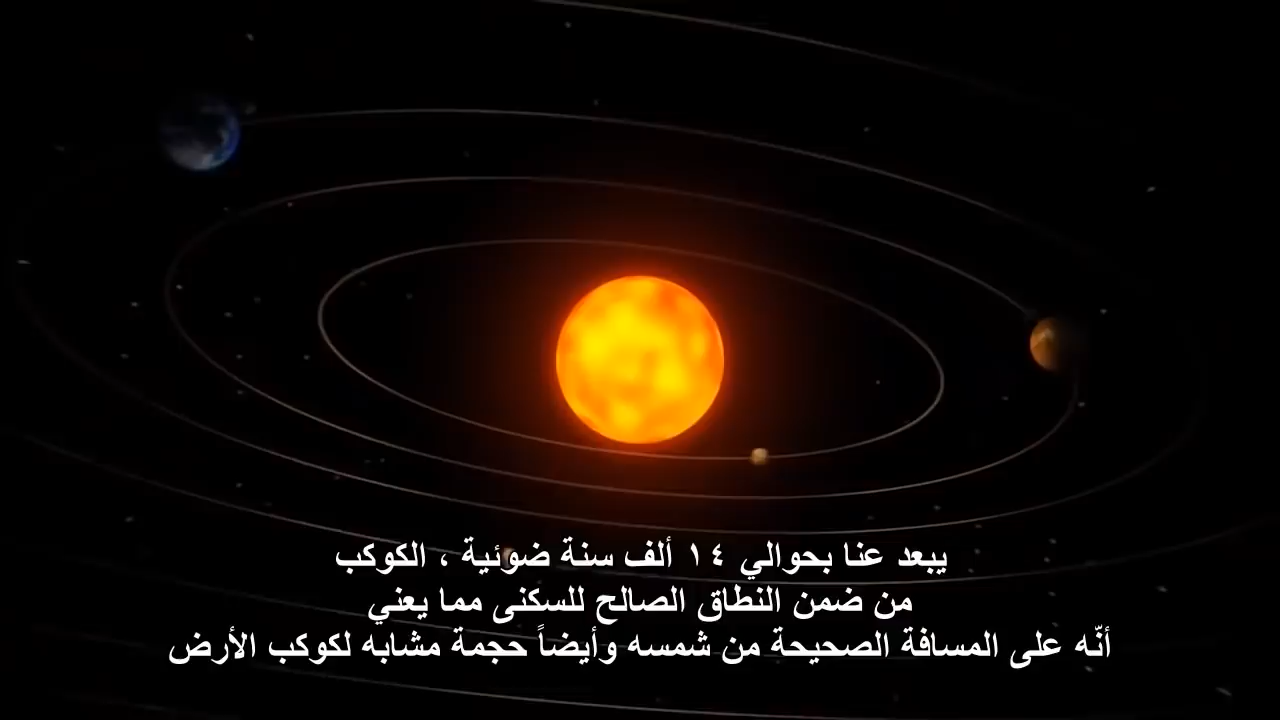 يبعد عنا بحوالي ١٤ ألف سنة ضوئية ، الكوكب
من ضمن النطاق الصالح للسكنى مما يعني
أنّه على المسافة الصحيحة من شمسه وأيضاً حجمة مشابه لكوكب الأرض